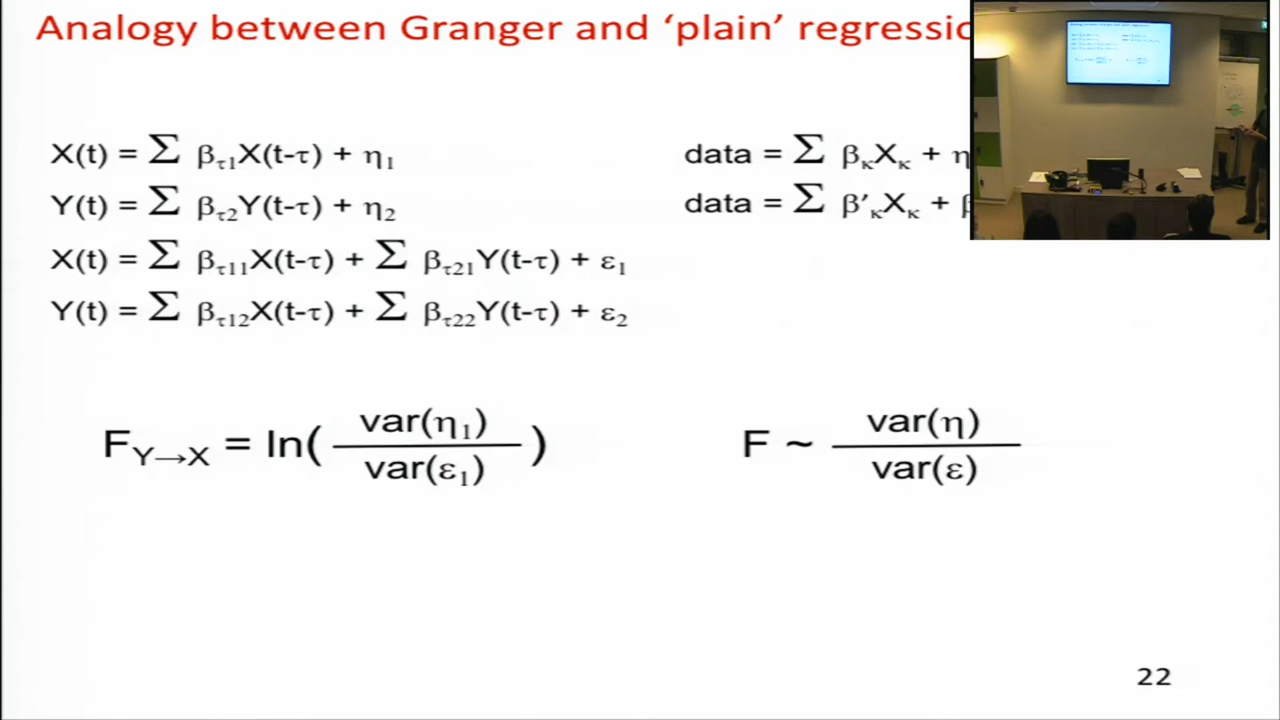 Analogy between Granger and ‘plain’
X(t) = Σ βτ1X(t-τ) + η1
Y(t) = Σ βτ2Y(t-τ) + η2
X(t) = Σ βτ11X(t-τ) + Σ βτ21Y(t-τ) + ε1
Y(t) = Σ βτ12X(t-τ) + Σ βτ22Y(t-τ) + ε2
data = Σ βκXκ + η
data = Σ β’κXκ +
FY→X = ln( var(η1) / var(ε1) )
F ~ var(η) / var(ε)
22